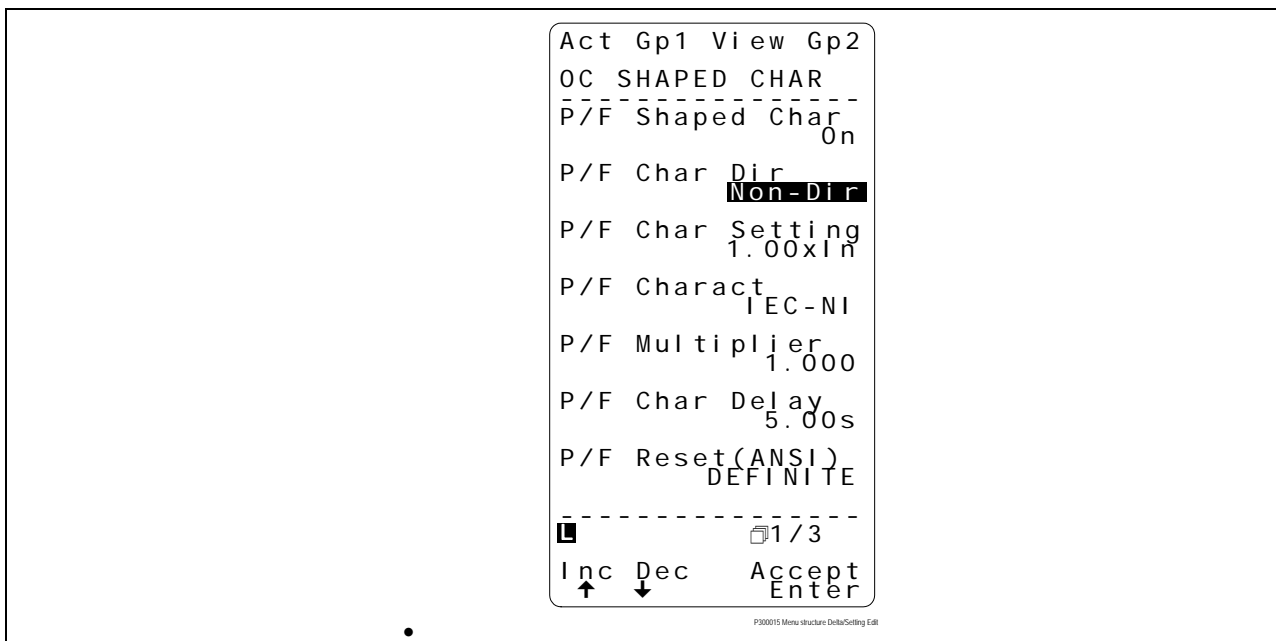 Act Gp1 View Gp2
OC SHAPED CHAR
----------------
P/F Shaped Char
On
P/F Char Dir
Non-Dir
P/F Char Setting
1.00xIn
P/F Charact
IEC-NI
P/F Multiplier
1.000
P/F Char Delay
5.00s
P/F Reset(ANSI)
DEFINITE
----------------
L 1/3
Inc Dec Accept
↑ ↓ Enter
P300015 Menu structure Delta/Setting Edit
•